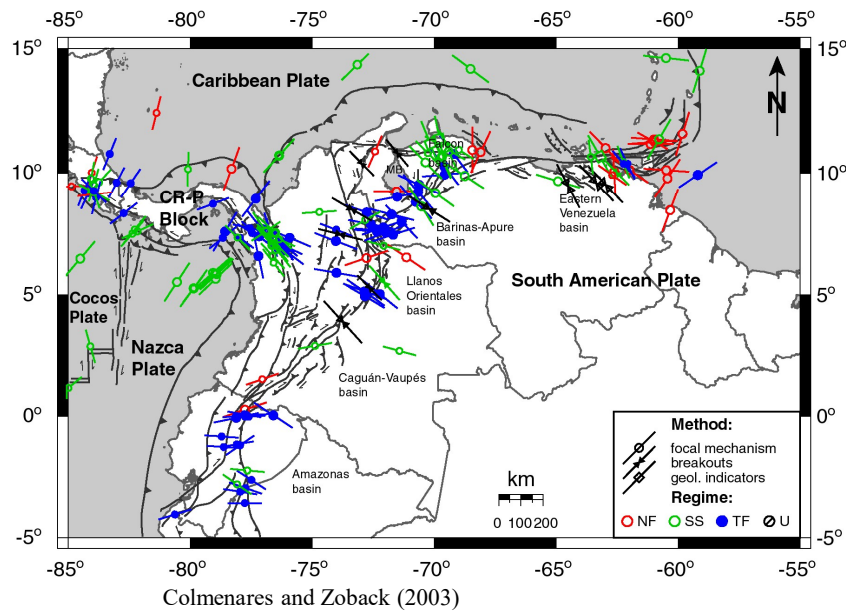 -85° -80° -75° -70° -65° -60° -55°
15° 15°
Caribbean Plate
N
Falcon
basin
MB
10° 10°
CR-P
Block
Eastern
Venezuela
basin
Barinas-Apure
basin
South American Plate
Llanos
Orientales
basin
Cocos
Plate
5° 5°
Nazca
Plate
Caguán-Vaupés
basin
0° 0°
Method:
focal mechanism
breakouts
geol. indicators
Regime:
NF SS TF U
Amazonas
basin
km
0 100 200
-5° -5°
-85° -80° -75° -70° -65° -60° -55°
Colmenares and Zoback (2003)